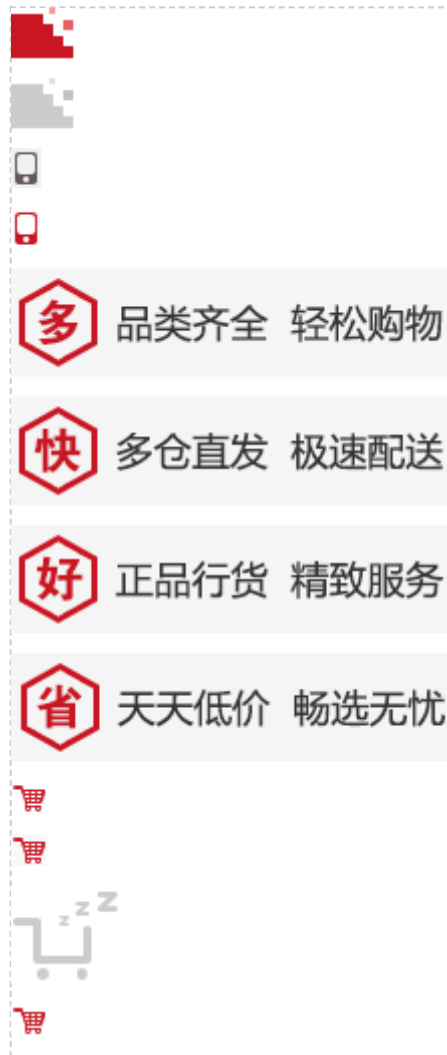 多 品类齐全 轻松购物
快 多仓直发 极速配送
好 正品行货 精致服务
省 天天低价 畅选无忧
z z Z